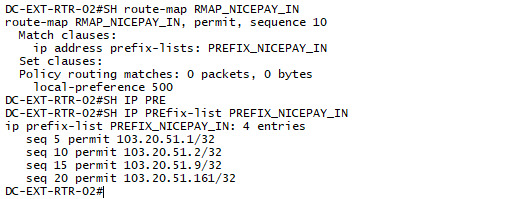 DC-EXT-RTR-02#SH route-map RMAP_NICEPAY_IN
route-map RMAP_NICEPAY_IN, permit, sequence 10
  Match clauses:
    ip address prefix-lists: PREFIX_NICEPAY_IN
  Set clauses:
  Policy routing matches: 0 packets, 0 bytes
    local-preference 500
DC-EXT-RTR-02#SH IP PRE
DC-EXT-RTR-02#SH IP PREfix-list PREFIX_NICEPAY_IN
ip prefix-list PREFIX_NICEPAY_IN: 4 entries
   seq 5 permit 103.20.51.1/32
   seq 10 permit 103.20.51.2/32
   seq 15 permit 103.20.51.9/32
   seq 20 permit 103.20.51.161/32
DC-EXT-RTR-02#